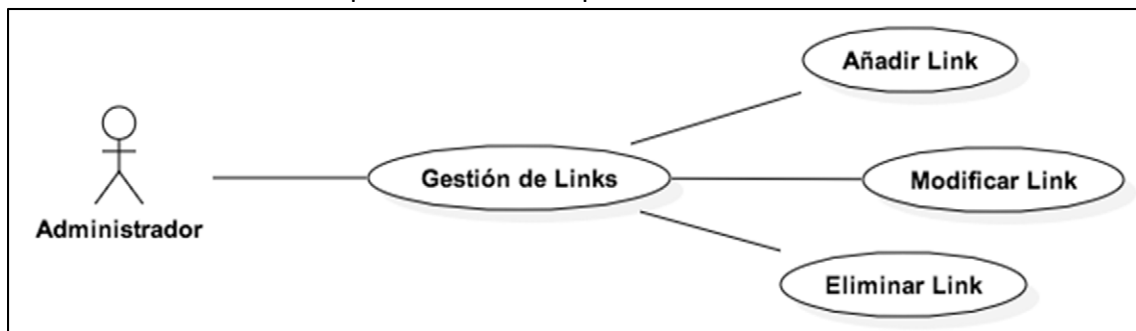 Añadir Link
Gestión de Links
Modificar Link
Administrador
Eliminar Link